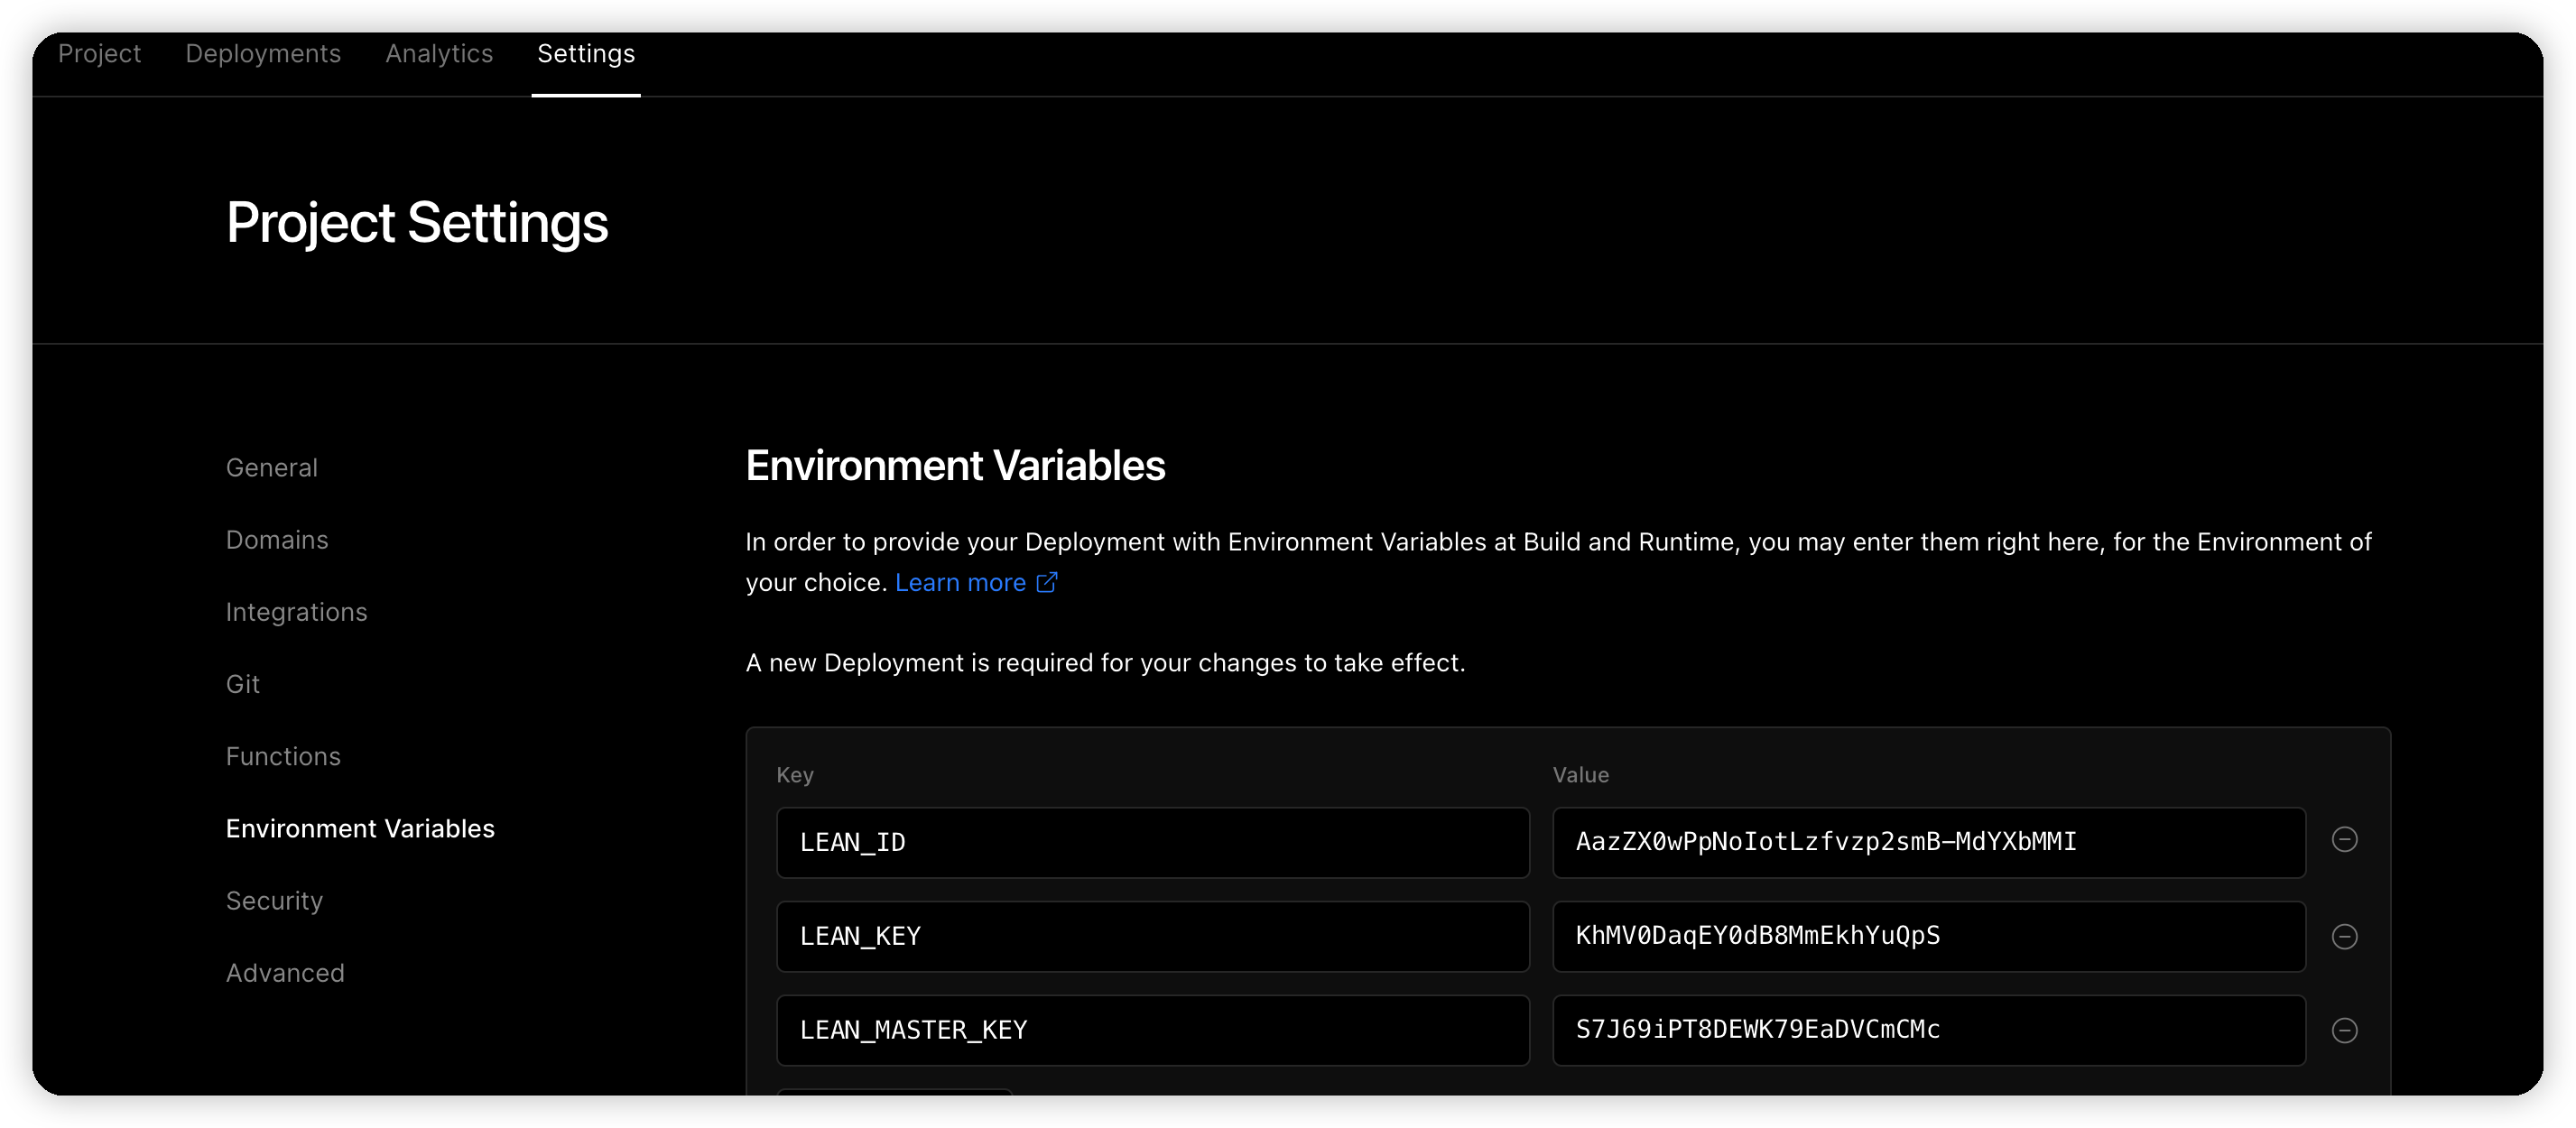 Project Deployments Analytics Settings
Project Settings
General
Domains
Integrations
Git
Functions
Environment Variables
Security
Advanced
Environment Variables
In order to provide your Deployment with Environment Variables at Build and Runtime, you may enter them right here, for the Environment of
your choice. Learn more
A new Deployment is required for your changes to take effect.
Key Value
LEAN_ID AazZX0wPpNoIotLzfvzp2smB-MdYXbMMI
LEAN_KEY KhMV0DaqEY0dB8MmEkhYuQpS
LEAN_MASTER_KEY S7J69iPT8DEWK79EaDVCmCMc